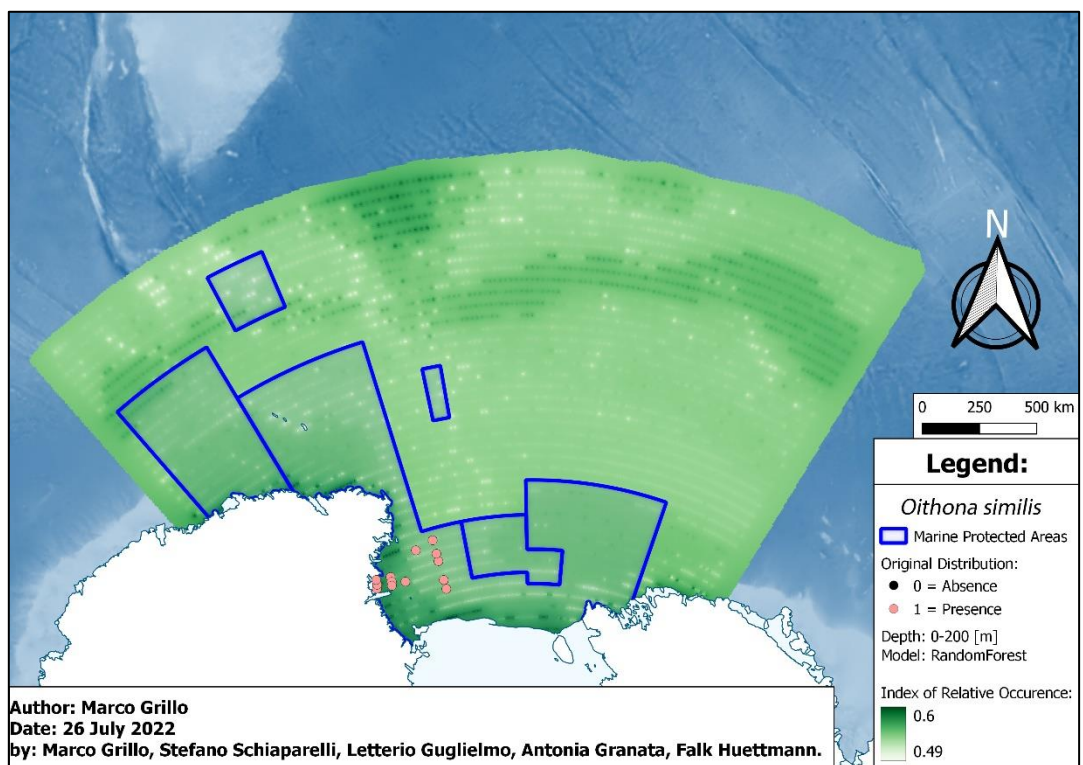 N
0 250 500 km
Legend:
Oithona similis
Marine Protected Areas
Original Distribution:
0 = Absence
1 = Presence
Depth: 0-200 [m]
Model: RandomForest
Index of Relative Occurence:
0.6
0.49
Author: Marco Grillo
Date: 26 July 2022
by: Marco Grillo, Stefano Schiaparelli, Letterio Guglielmo, Antonia Granata, Falk Huettmann.